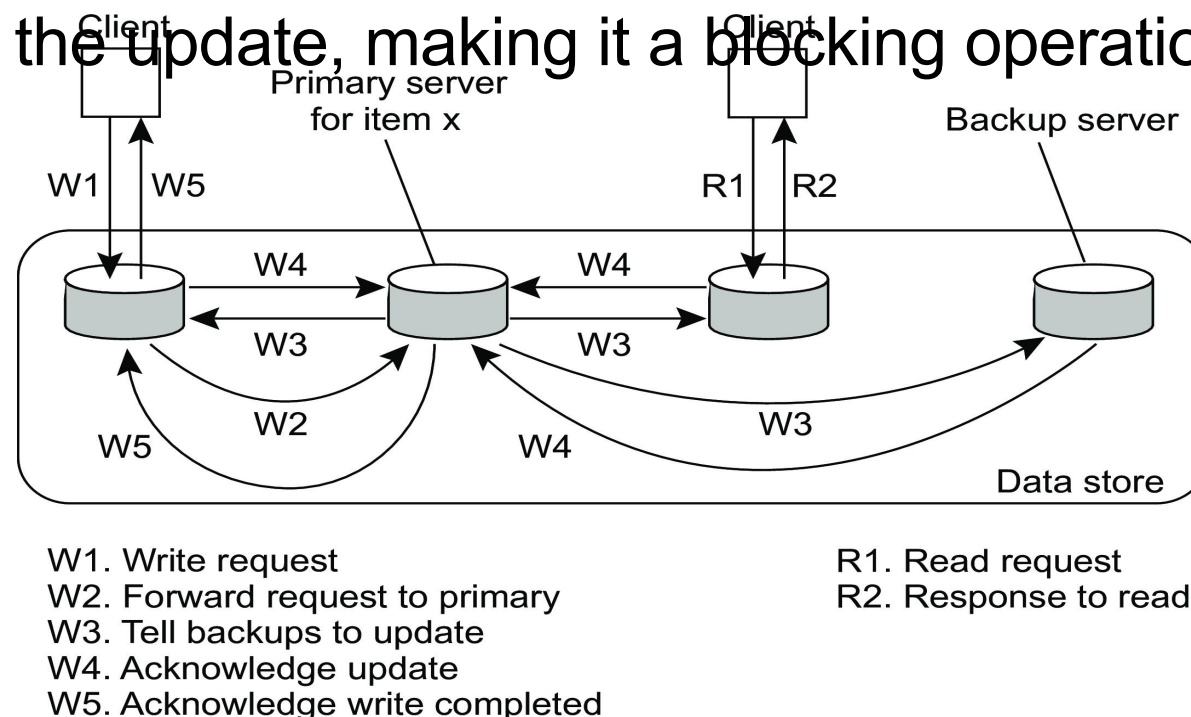 the update, making it a blocking operatio
Client
Client
Primary server
for item x
Backup server
W1
W5
R1
R2
W4
W4
W3
W3
W2
W3
W5
W4
Data store
W1. Write request
W2. Forward request to primary
W3. Tell backups to update
W4. Acknowledge update
W5. Acknowledge write completed
R1. Read request
R2. Response to read